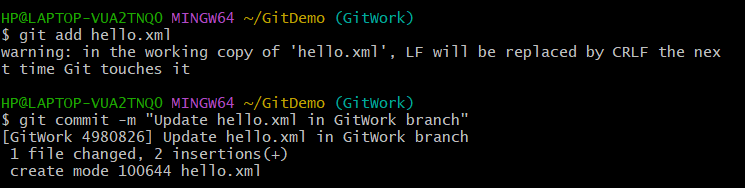 HP@LAPTOP-VUA2TNQO MINGW64 ~/GitDemo (GitWork)
$ git add hello.xml
warning: in the working copy of 'hello.xml', LF will be replaced by CRLF the nex
t time Git touches it
HP@LAPTOP-VUA2TNQO MINGW64 ~/GitDemo (GitWork)
$ git commit -m "Update hello.xml in GitWork branch"
[GitWork 4980826] Update hello.xml in GitWork branch
 1 file changed, 2 insertions(+)
 create mode 100644 hello.xml